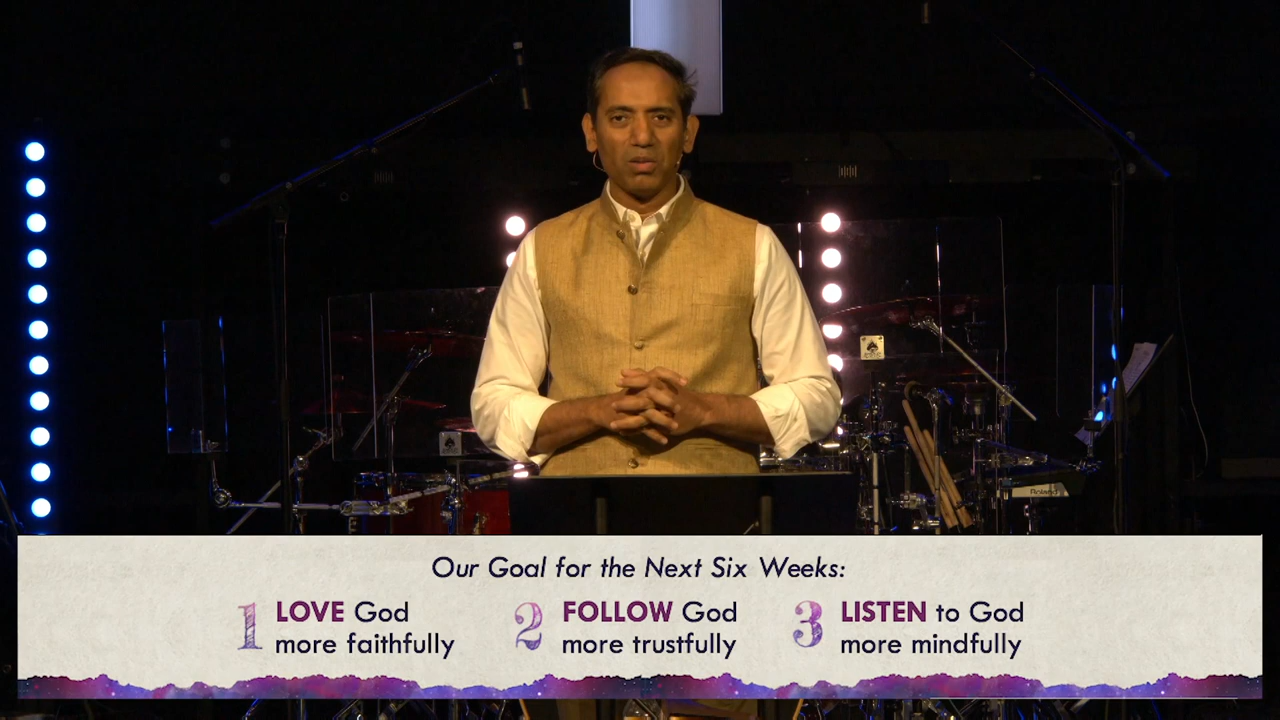 Our Goal for the Next Six Weeks:
1 LOVE God
more faithfully
2 FOLLOW God
more trustfully
3 LISTEN to God
more mindfully
Roland